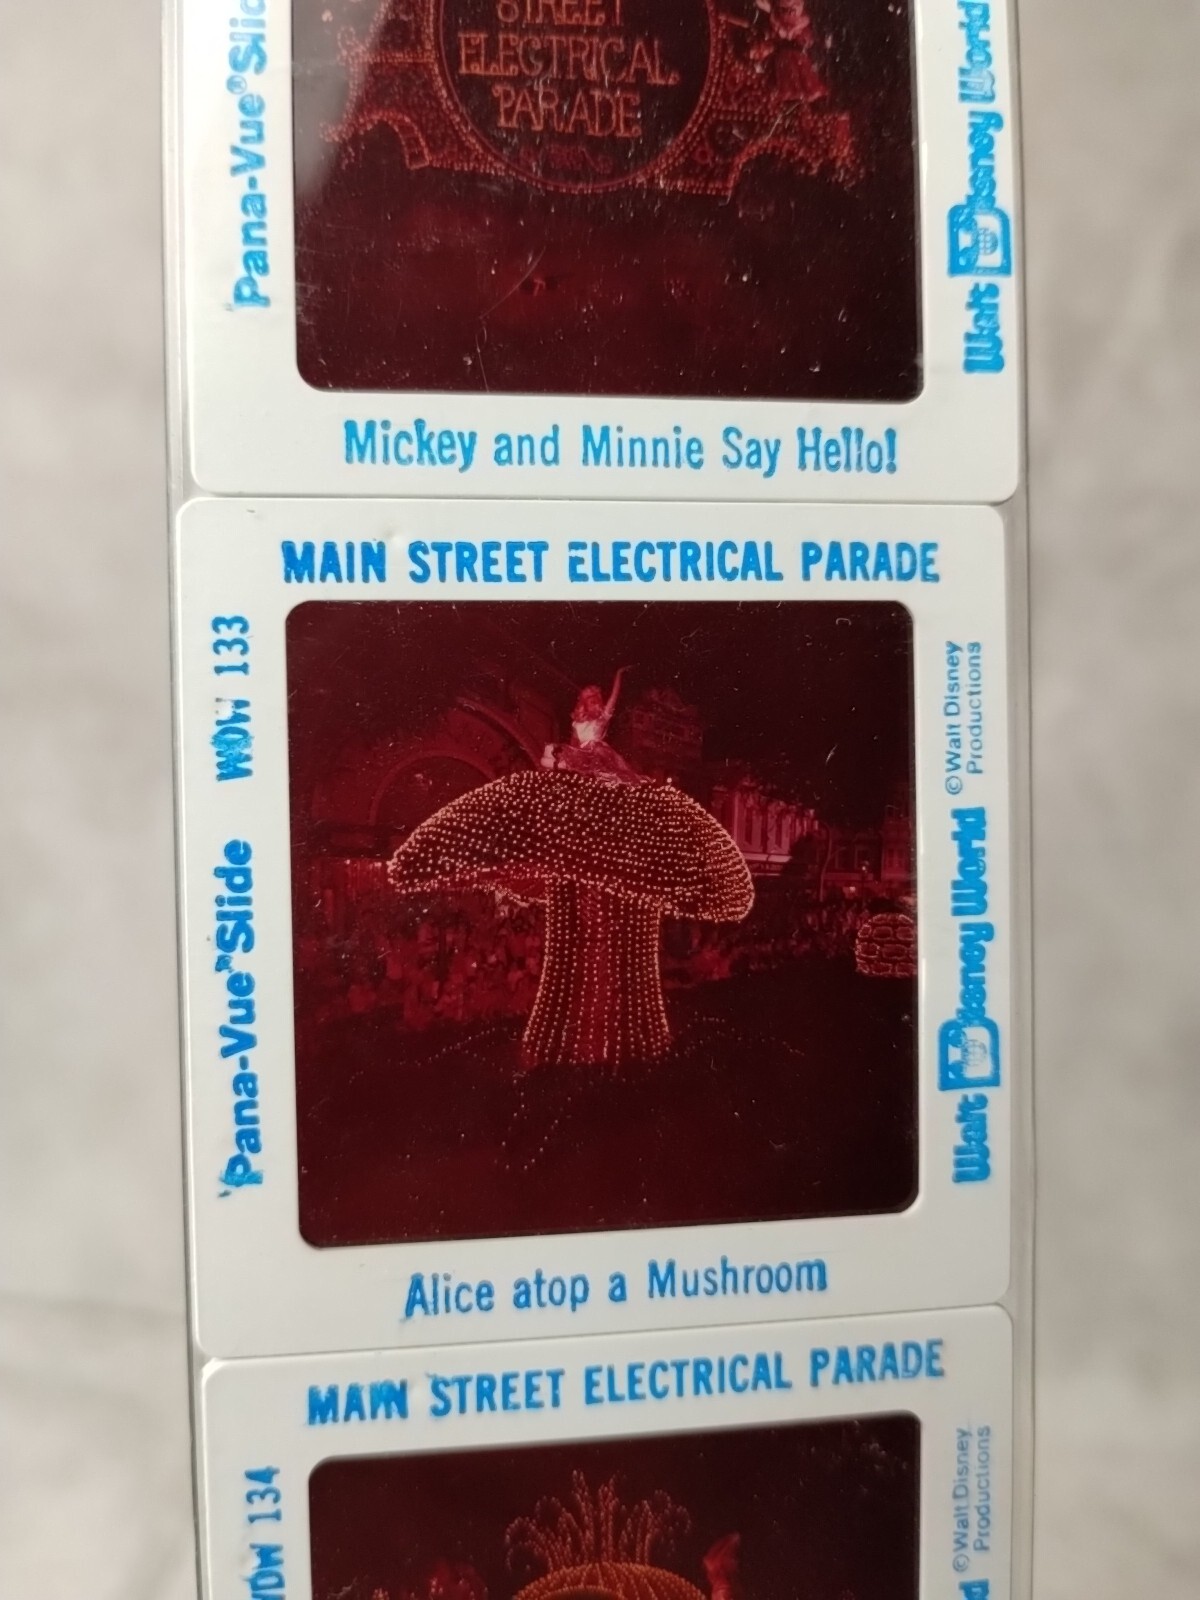 STREET
ELECTRICAL
PARADE
Pana-Vue® Slid
Walt Disney World
Mickey and Minnie Say Hello!
MAIN STREET ELECTRICAL PARADE
Pana-Vue® Slide WDW 133
Walt Disney World © Walt Disney
Productions
Alice atop a Mushroom
MAIN STREET ELECTRICAL PARADE
WDW 134
© Walt Disney
Productions